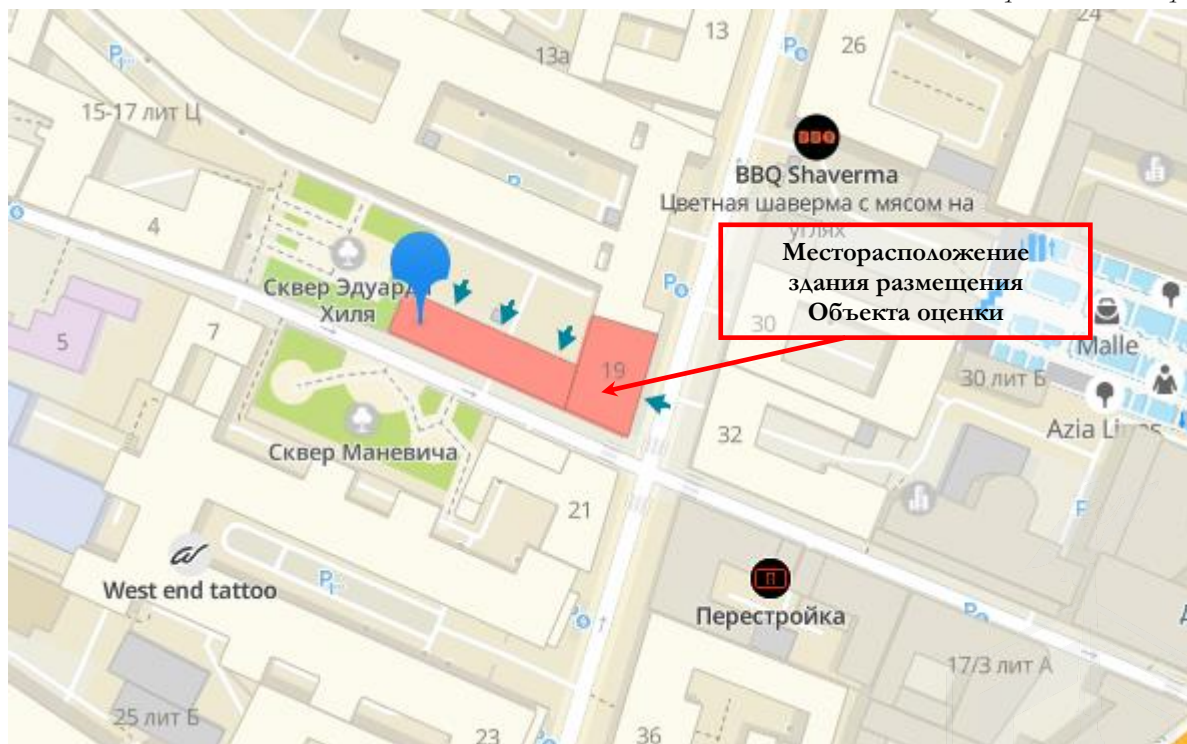 13
26
24
13а
15-17 лит Ц
BBQ
BBQ Shaverma
Цветная шаверма с мясом на
углях
4
Месторасположение
здания размещения
Объекта оценки
Сквер Эдуарда
Хиля
30
5
7
19
Malle
30 лит Б
32
Azia Li
Сквер Маневича
21
West end tattoo
П
Перестройка
17/3 лит А
25 лит Б
23
36